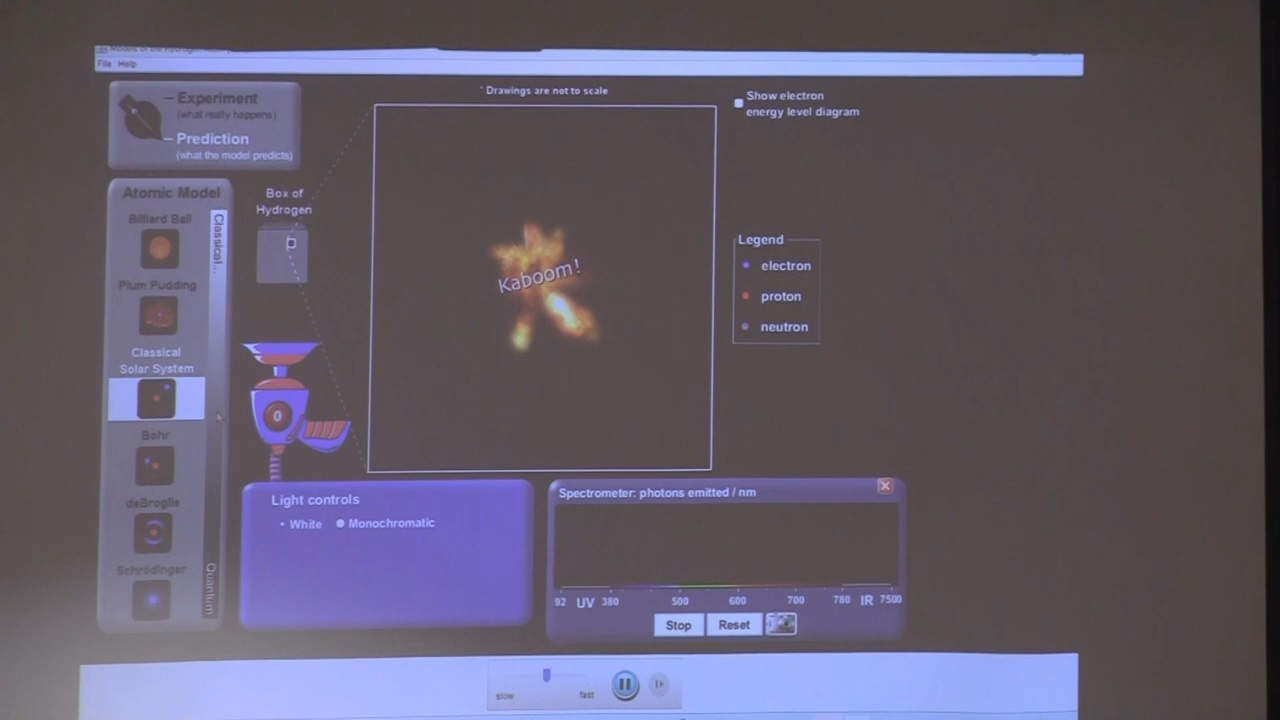 File Help
* Drawings are not to scale
Show electron
energy level diagram
Experiment
(what really happens)
Prediction
(what the model predicts)
Atomic Model
Billiard Ball
Plum Pudding
Classical
Solar System
Bohr
deBroglie
Schrödinger
Classical...
Quantum
Box of
Hydrogen
Kaboom!
0
Legend
electron
proton
neutron
Light controls
White Monochromatic
Spectrometer: photons emitted / nm
92 UV 380 500 600 700 780 IR 7500
Stop Reset
slow fast